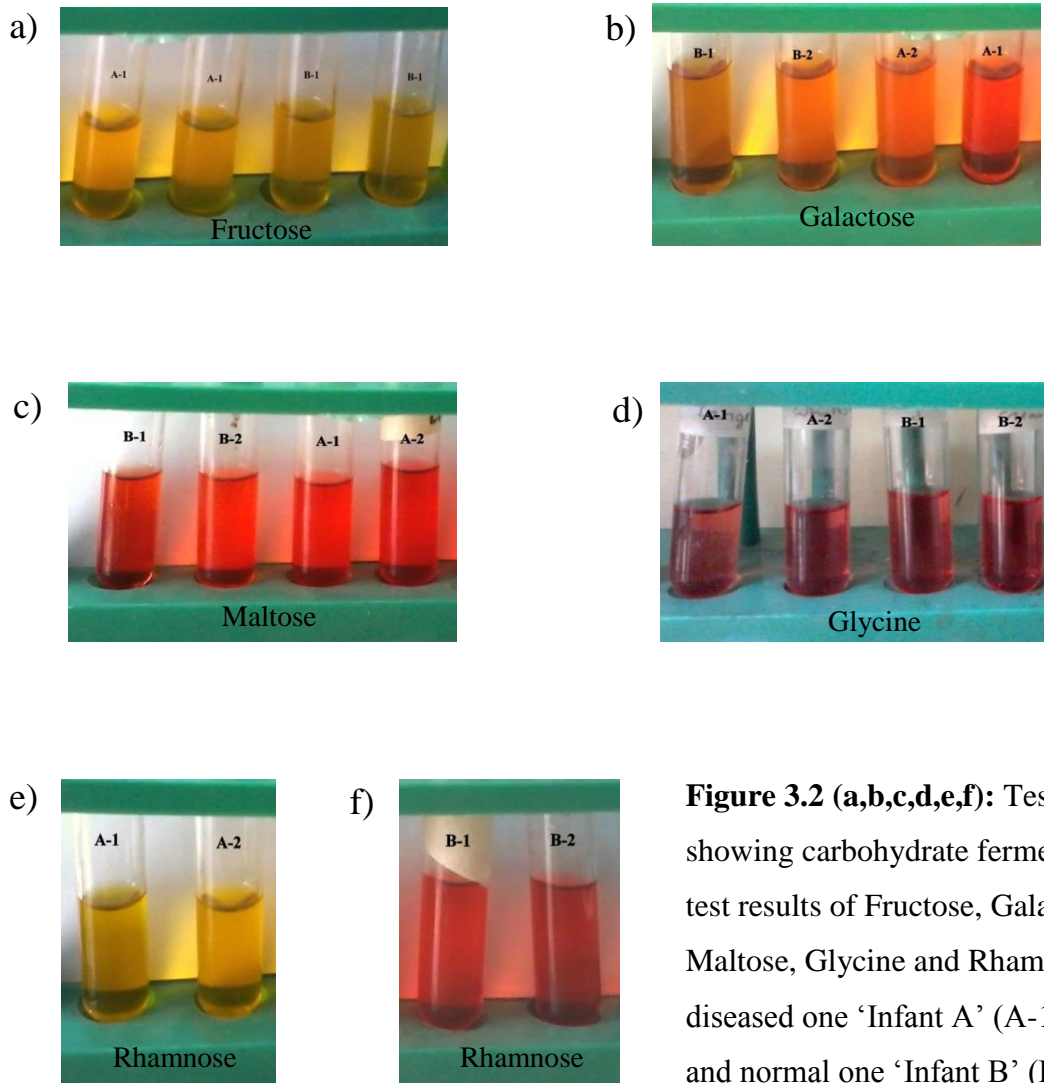 a)
A-1 A-1 B-1 B-1
Fructose
b)
B-1 B-2 A-2 A-1
Galactose
c)
B-1 B-2 A-1 A-2
Maltose
d)
A-1 A-2 B-1 B-2
Glycine
e)
A-1 A-2
Rhamnose
f)
B-1 B-2
Rhamnose
Figure 3.2 (a,b,c,d,e,f): Tes
showing carbohydrate ferme
test results of Fructose, Gala
Maltose, Glycine and Rham
diseased one ‘Infant A’ (A-1
and normal one ‘Infant B’ (